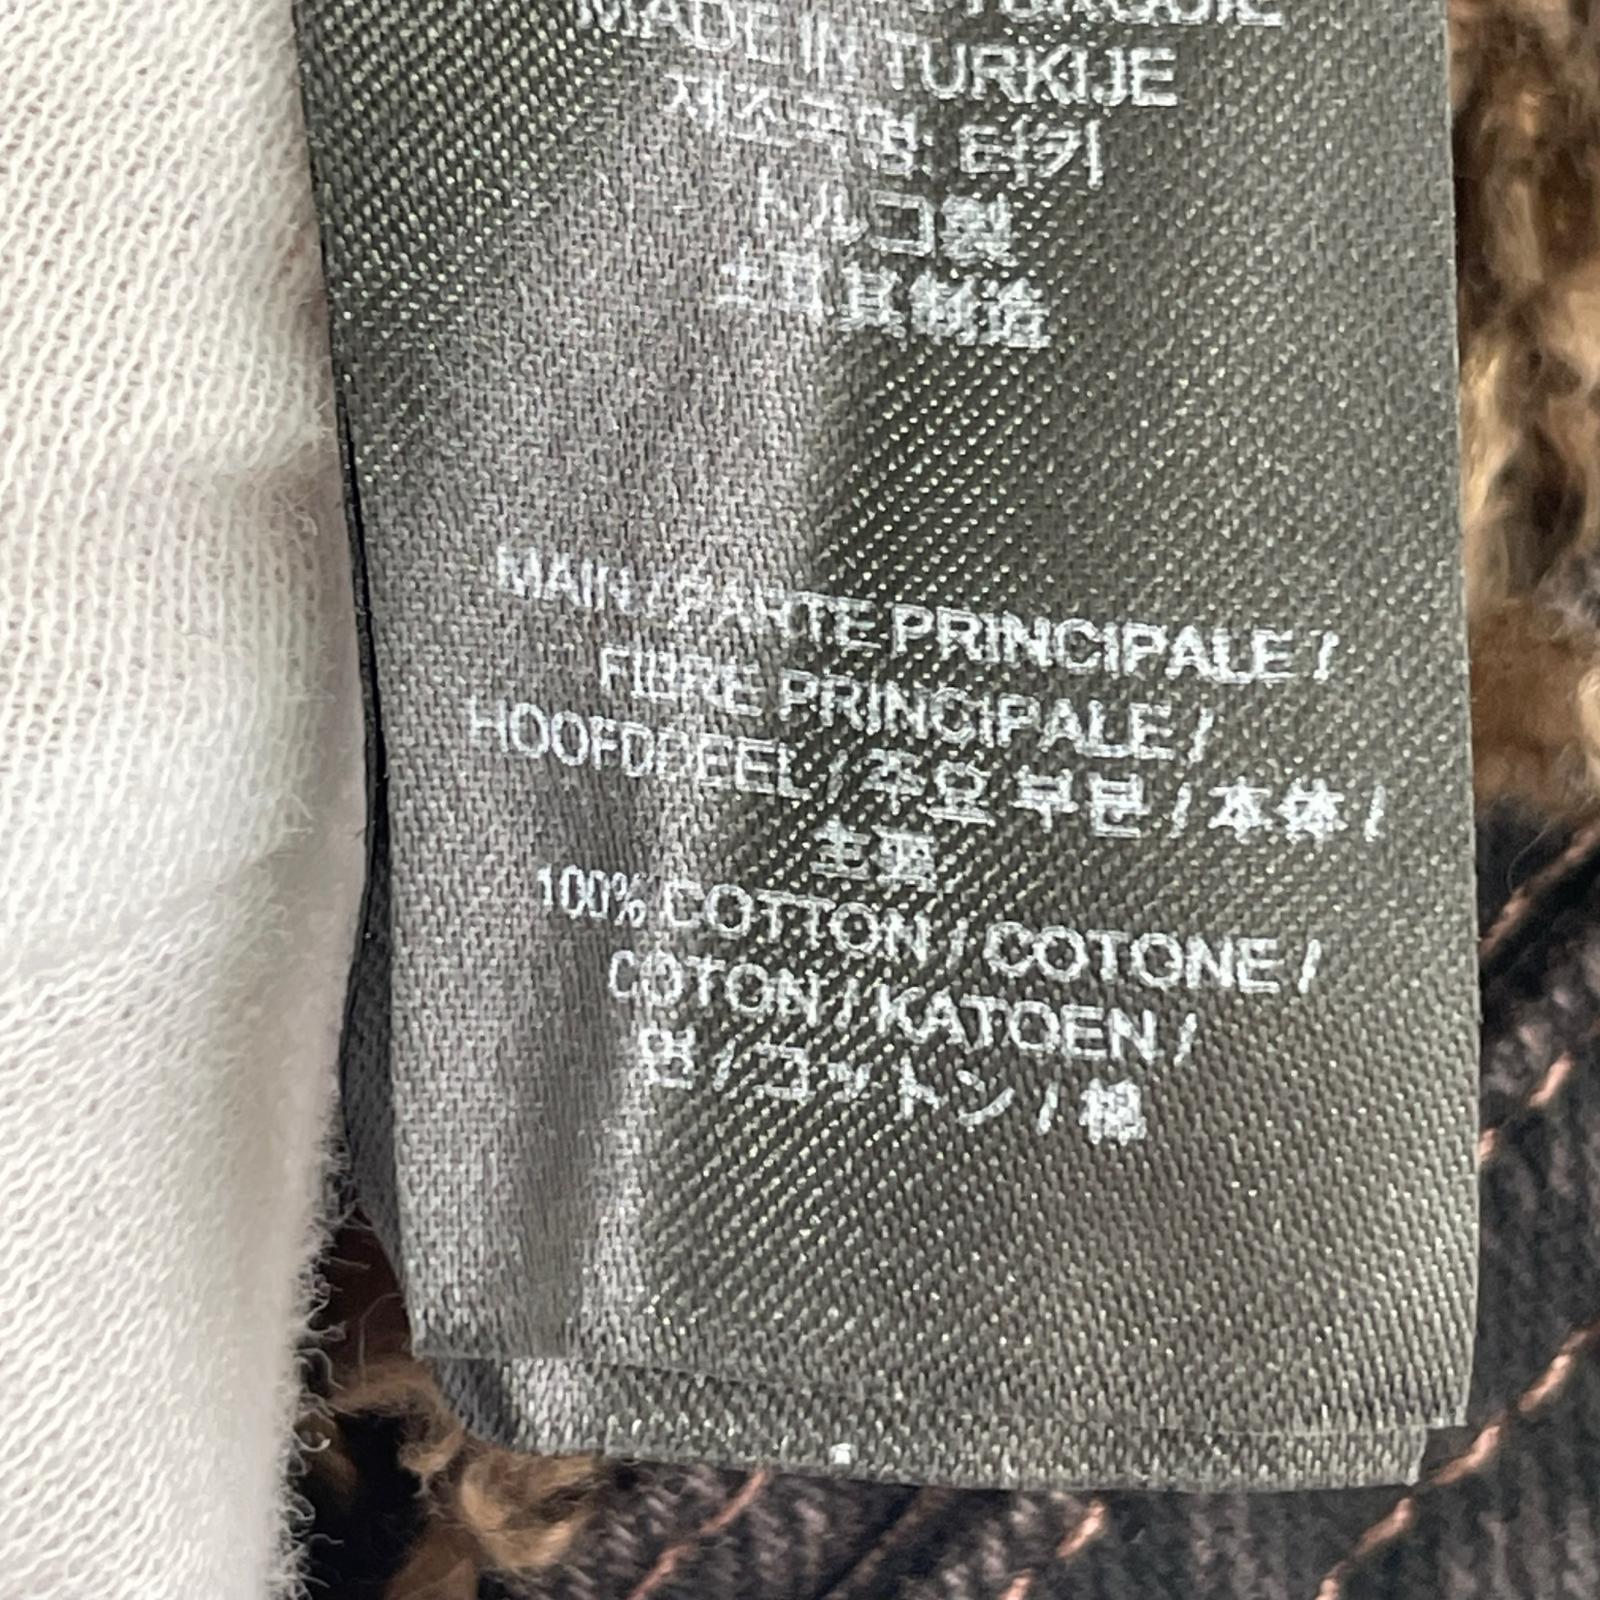 TURQUIE
MADE IN TURKIJE
제조국명: 터키
トルコ製
土耳其制造
MAIN / PARTE PRINCIPALE /
FIBRE PRINCIPALE /
HOOFDDEEL / 주요 부분 / 本体 /
主要
100% COTTON / COTONE /
COTON / KATOEN /
면 / コットン / 棉